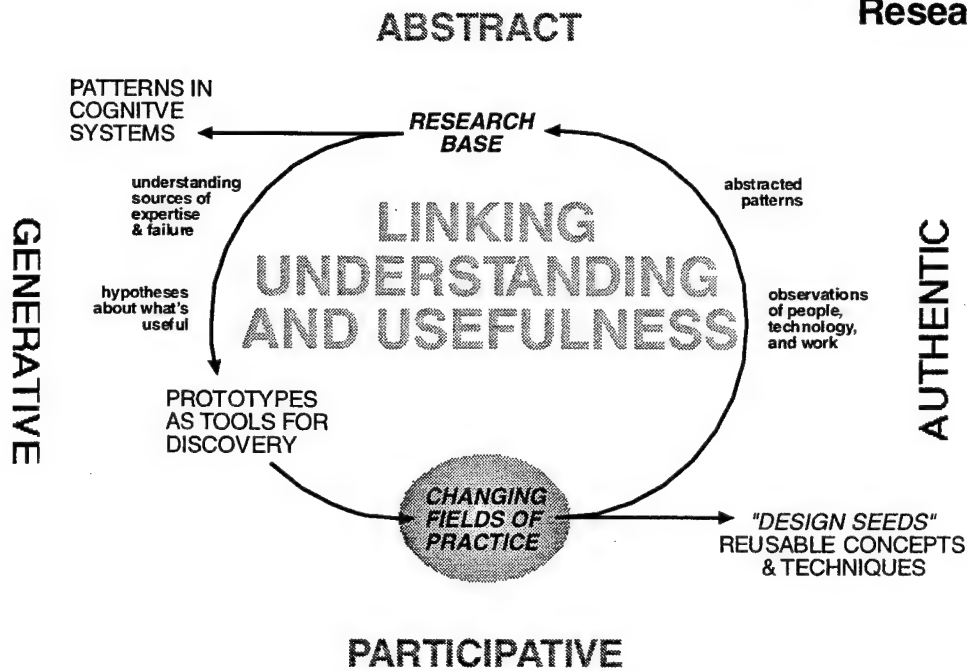 Resea
ABSTRACT
PATTERNS IN
COGNITVE
SYSTEMS
RESEARCH
BASE
understanding
sources of
expertise
& failure
abstracted
patterns
LINKING
UNDERSTANDING
AND USEFULNESS
GENERATIVE
hypotheses
about what's
useful
observations
of people,
technology,
and work
AUTHENTIC
PROTOTYPES
AS TOOLS FOR
DISCOVERY
CHANGING
FIELDS OF
PRACTICE
"DESIGN SEEDS"
REUSABLE CONCEPTS
& TECHNIQUES
PARTICIPATIVE